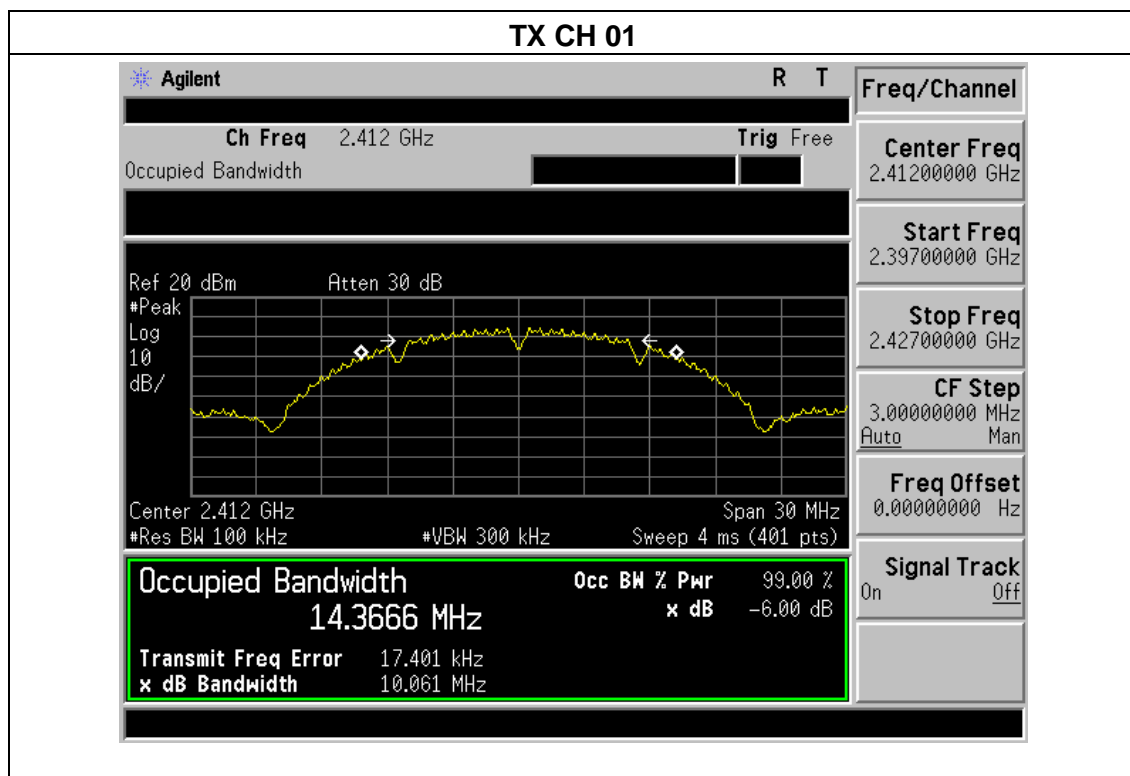 TX CH 01
Agilent R T
Freq/Channel
Ch Freq 2.412 GHz Trig Free
Occupied Bandwidth
Center Freq
2.41200000 GHz
Start Freq
2.39700000 GHz
Stop Freq
2.42700000 GHz
CF Step
3.00000000 MHz
Auto Man
Freq Offset
0.00000000 Hz
Signal Track
On Off
Ref 20 dBm Atten 30 dB
#Peak
Log
10
dB/
Center 2.412 GHz Span 30 MHz
#Res BW 100 kHz #VBW 300 kHz Sweep 4 ms (401 pts)
Occupied Bandwidth Occ BW % Pwr 99.00 %
14.3666 MHz x dB -6.00 dB
Transmit Freq Error 17.401 kHz
x dB Bandwidth 10.061 MHz